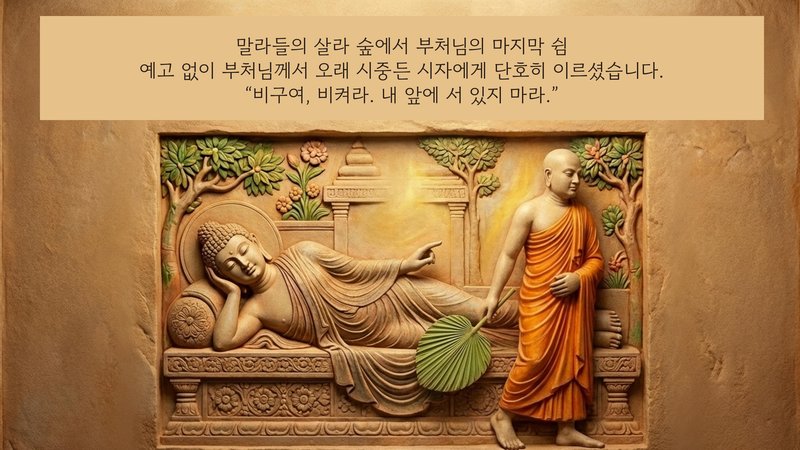 말라들의 살라 숲에서 부처님의 마지막 쉼
예고 없이 부처님께서 오래 시중든 시자에게 단호히 이르셨습니다.
“비구여, 비켜라. 내 앞에 서 있지 마라.”